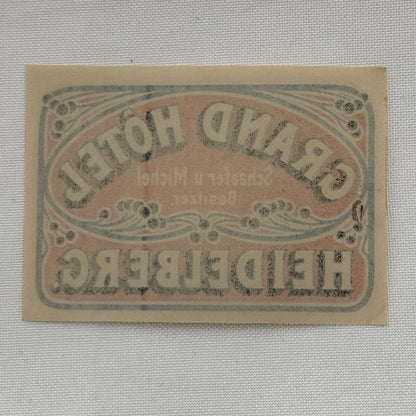 GRAND HÔTEL
Schaefer u Michel
Besitzer.
HEIDELBERG.